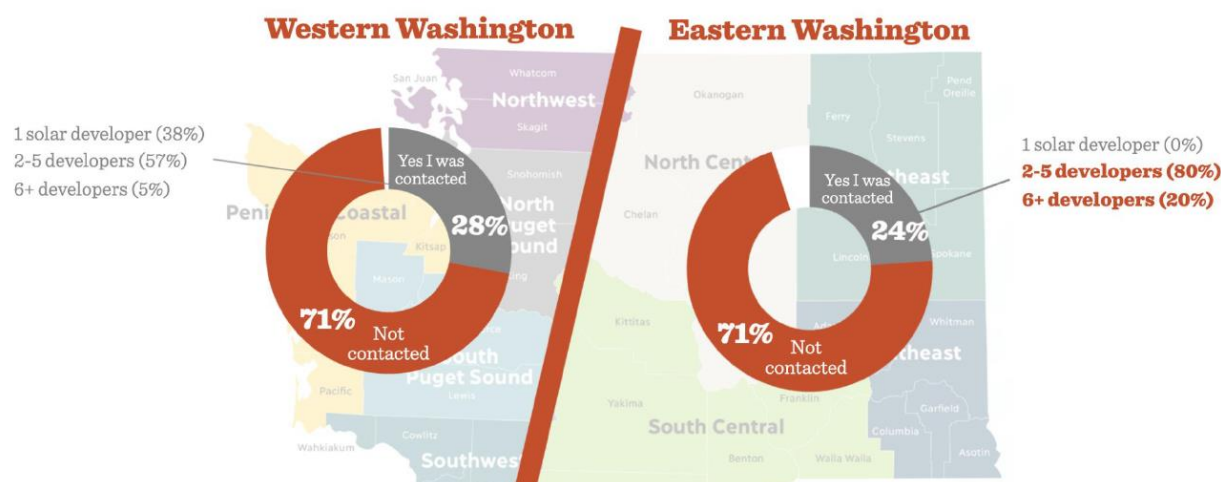 Western Washington
Eastern Washington
San Juan
Whatcom
Northwest
Skagit
Snohomish
North
Puget
Sound
King
Kitsap
Mason
Coastal
South
Puget Sound
Lewis
Pacific
Wahkiakum
Cowlitz
Southwest
1 solar developer (38%)
2-5 developers (57%)
6+ developers (5%)
Yes I was
contacted
28%
71%
Not
contacted
Okanogan
North
Chelan
Kittitas
Yakima
South Central
Benton
Franklin
Walla Walla
Ferry
Stevens
Pend
Oreille
Lincoln
Whitman
Garfield
Columbia
Asotin
Yes I was
contacted
24%
71%
Not
contacted
1 solar developer (0%)
2-5 developers (80%)
6+ developers (20%)